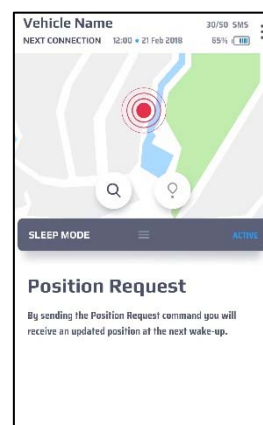 Vehicle Name 30/50 SMS
NEXT CONNECTION 12:00 • 21 Feb 2018 65%
SLEEP MODE ACTIVE
Position Request
By sending the Position Request command you will
receive an updated position at the next wake-up.